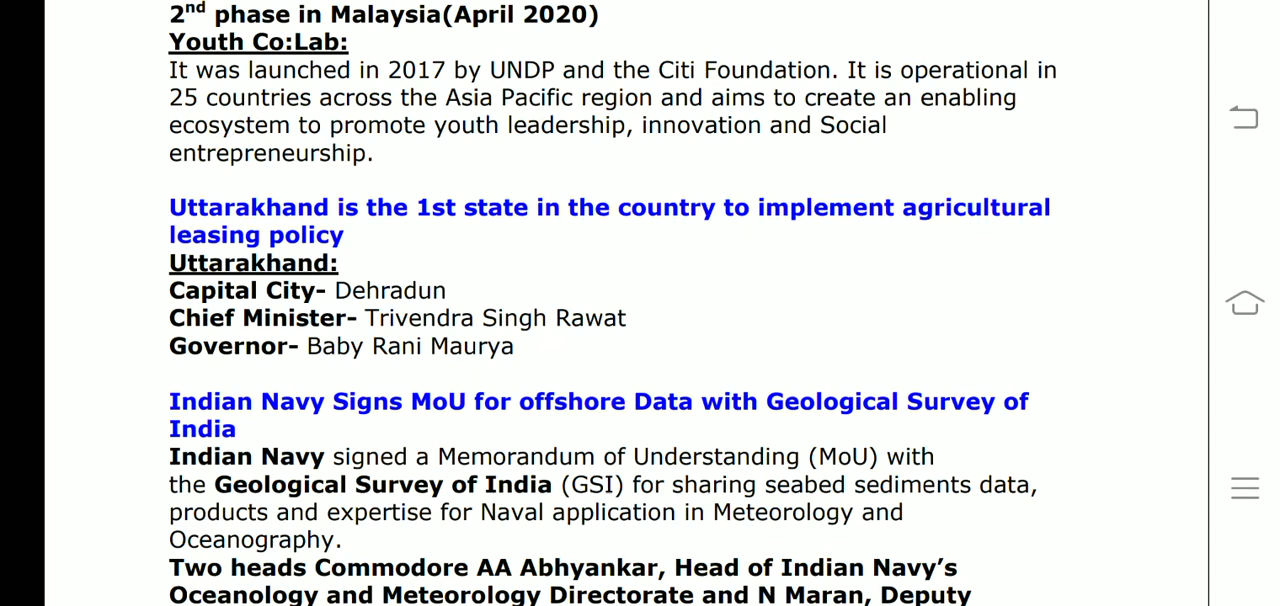 2nd phase in Malaysia(April 2020)
Youth Co:Lab:
It was launched in 2017 by UNDP and the Citi Foundation. It is operational in
25 countries across the Asia Pacific region and aims to create an enabling
ecosystem to promote youth leadership, innovation and Social
entrepreneurship.
Uttarakhand is the 1st state in the country to implement agricultural
leasing policy
Uttarakhand:
Capital City- Dehradun
Chief Minister- Trivendra Singh Rawat
Governor- Baby Rani Maurya
Indian Navy Signs MoU for offshore Data with Geological Survey of
India
Indian Navy signed a Memorandum of Understanding (MoU) with
the Geological Survey of India (GSI) for sharing seabed sediments data,
products and expertise for Naval application in Meteorology and
Oceanography.
Two heads Commodore AA Abhyankar, Head of Indian Navy’s
Oceanology and Meteorology Directorate and N Maran, Deputy